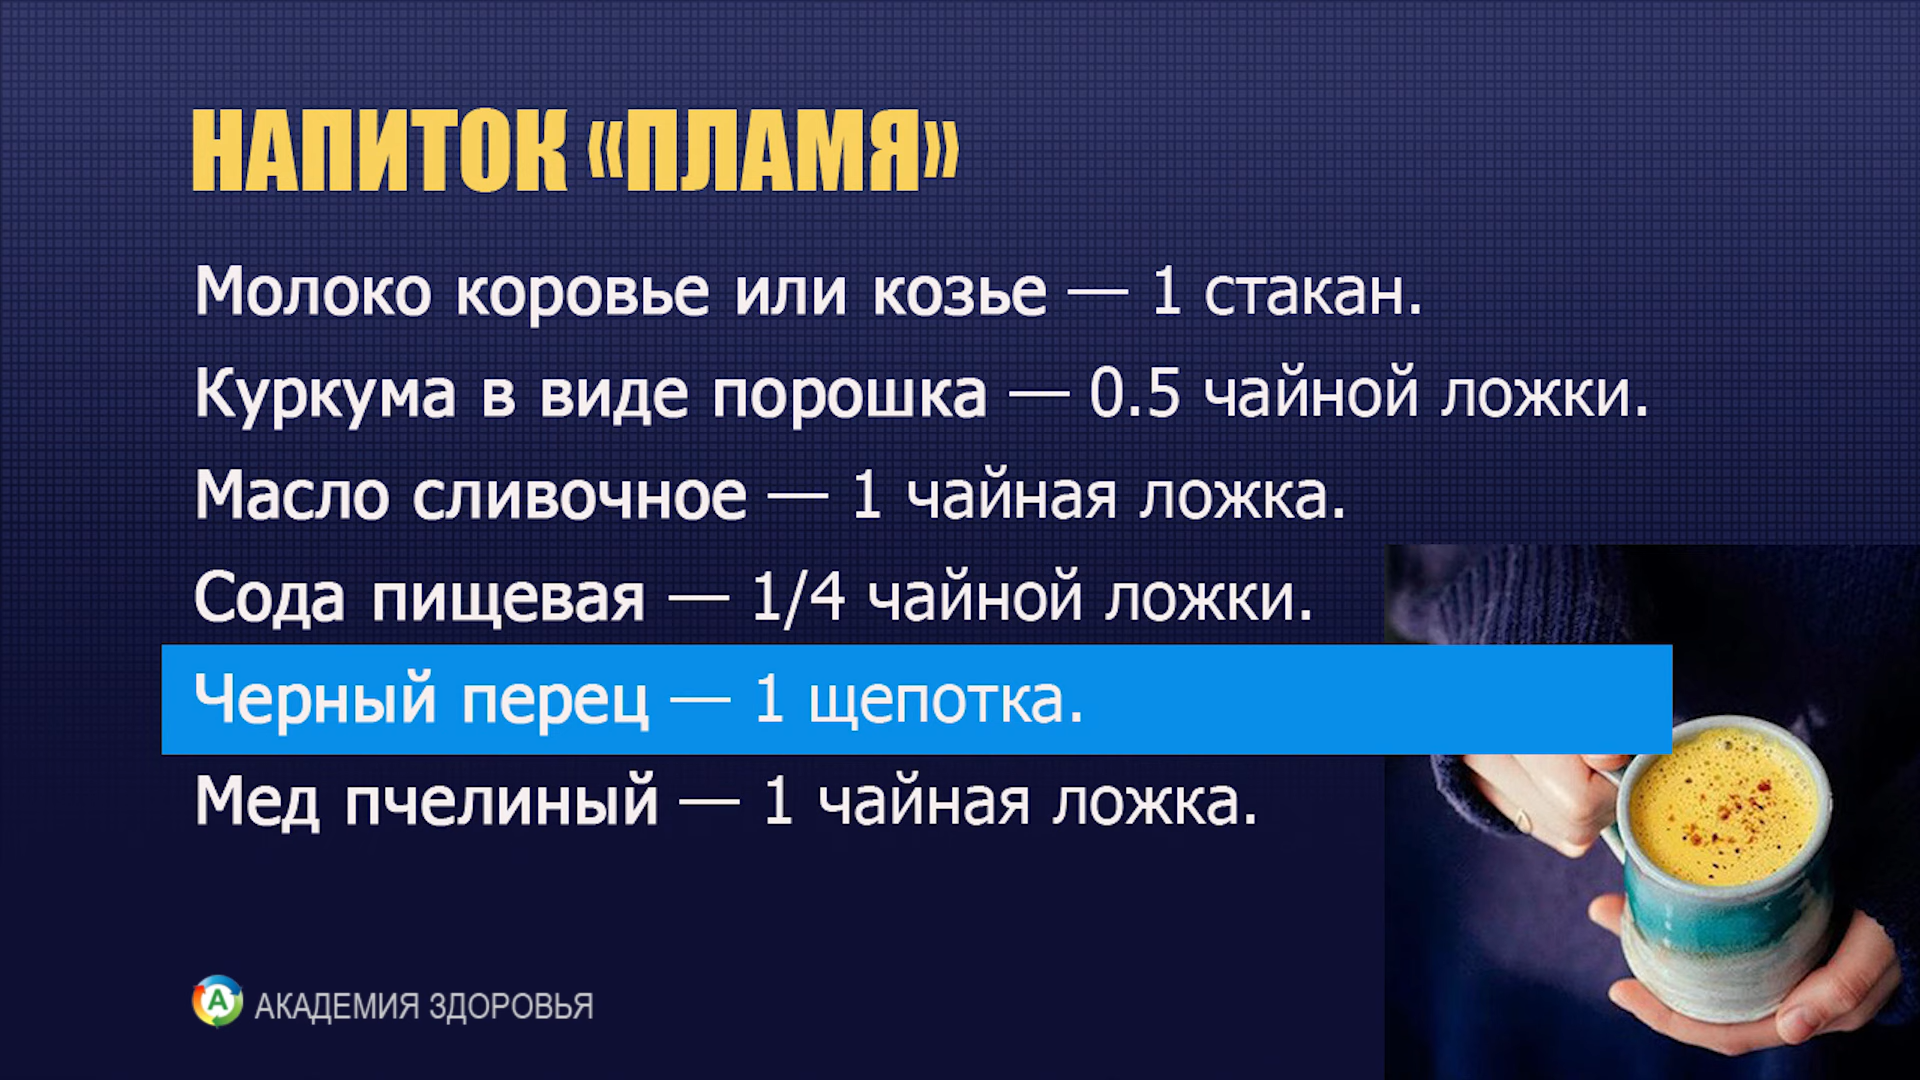 НАПИТОК «ПЛАМЯ»
Молоко коровье или козье — 1 стакан.
Куркума в виде порошка — 0.5 чайной ложки.
Масло сливочное — 1 чайная ложка.
Сода пищевая — 1/4 чайной ложки.
Черный перец — 1 щепотка.
Мед пчелиный — 1 чайная ложка.
А АКАДЕМИЯ ЗДОРОВЬЯ